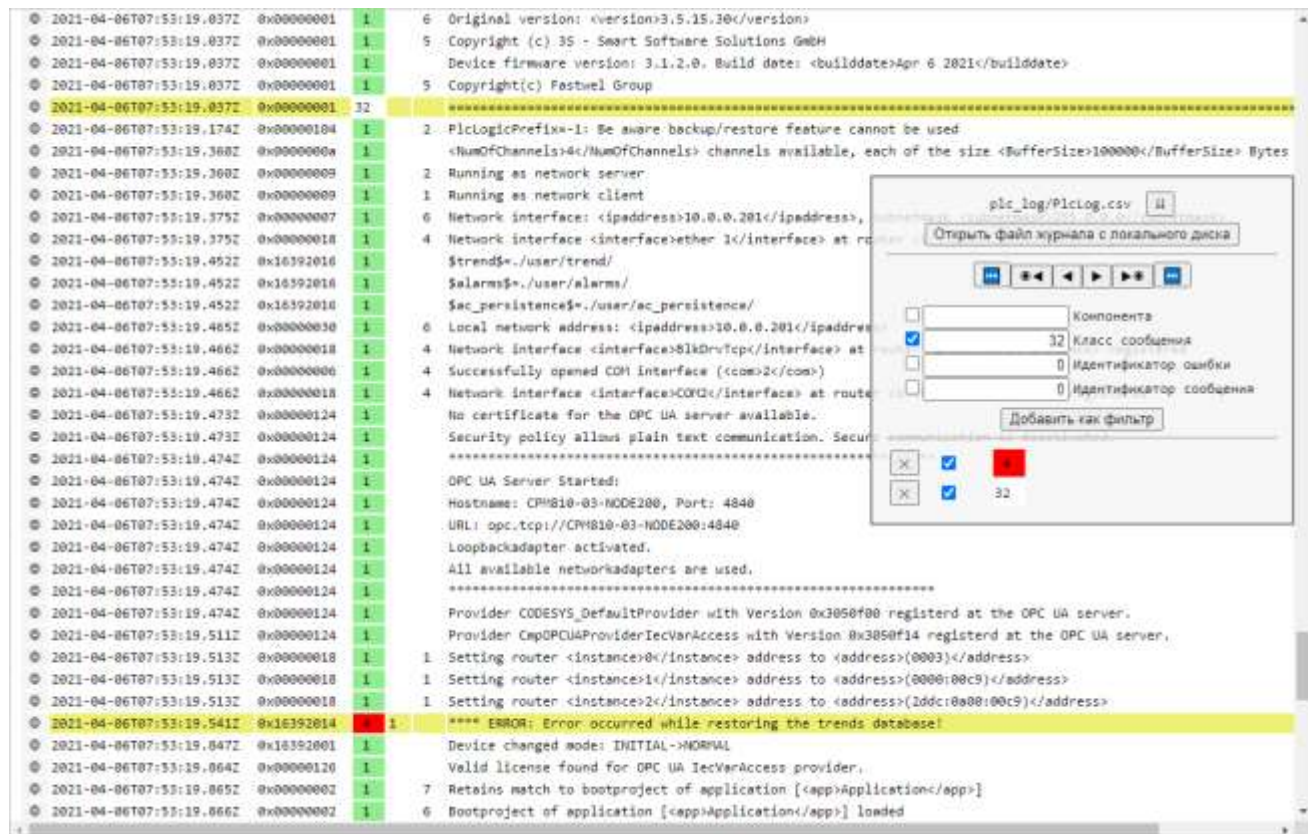 2021-04-06T07:53:19.037Z 0x00000001 1 6 Original version: <version>3.5.15.30</version>
2021-04-06T07:53:19.037Z 0x00000001 1 5 Copyright (c) 3S - Smart Software Solutions GmbH
2021-04-06T07:53:19.037Z 0x00000001 1 Device firmware version: 3.1.2.0. Build date: <builddate>Apr 6 2021</builddate>
2021-04-06T07:53:19.037Z 0x00000001 1 5 Copyright(c) Fastwel Group
2021-04-06T07:53:19.037Z 0x00000001 32
2021-04-06T07:53:19.174Z 0x00000104 1 2 PlcLogicPrefix=-1: Be aware backup/restore feature cannot be used
2021-04-06T07:53:19.360Z 0x0000000a 1 <NumOfChannels>4</NumOfChannels> channels available, each of the size <BufferSize>100000</BufferSize> Bytes
2021-04-06T07:53:19.360Z 0x00000009 1 2 Running as network server
2021-04-06T07:53:19.360Z 0x00000009 1 1 Running as network client
2021-04-06T07:53:19.375Z 0x00000007 1 6 Network interface: <ipaddress>10.0.0.201</ipaddress>,
2021-04-06T07:53:19.375Z 0x00000018 1 4 Network interface <interface>ether 1</interface> at
2021-04-06T07:53:19.452Z 0x16392016 1 $trend$=./user/trend/
2021-04-06T07:53:19.452Z 0x16392016 1 $alarms$=./user/alarms/
2021-04-06T07:53:19.452Z 0x16392016 1 $ac_persistence$=./user/ac_persistence/
2021-04-06T07:53:19.465Z 0x00000030 1 6 Local network address: <ipaddress>10.0.0.201</ipaddres
2021-04-06T07:53:19.466Z 0x00000018 1 4 Network interface <interface>BlkDrvTcp</interface> at
2021-04-06T07:53:19.466Z 0x00000006 1 4 Successfully opened COM interface (<com>2</com>)
2021-04-06T07:53:19.466Z 0x00000018 1 4 Network interface <interface>COM2</interface> at route
2021-04-06T07:53:19.473Z 0x00000124 1 No certificate for the OPC UA server available.
2021-04-06T07:53:19.473Z 0x00000124 1 Security policy allows plain text communication. Secur
2021-04-06T07:53:19.474Z 0x00000124 1
2021-04-06T07:53:19.474Z 0x00000124 1 OPC UA Server Started:
2021-04-06T07:53:19.474Z 0x00000124 1 Hostname: CPM810-03-NODE200, Port: 4840
2021-04-06T07:53:19.474Z 0x00000124 1 URL: opc.tcp://CPM810-03-NODE200:4840
2021-04-06T07:53:19.474Z 0x00000124 1 Loopbackadapter activated.
2021-04-06T07:53:19.474Z 0x00000124 1 All available networkadapters are used.
2021-04-06T07:53:19.474Z 0x00000124 1
2021-04-06T07:53:19.474Z 0x00000124 1 Provider CODESYS_DefaultProvider with Version 0x3050f00 registerd at the OPC UA server.
2021-04-06T07:53:19.511Z 0x00000124 1 Provider CmpOPCUAProviderIecVarAccess with Version 0x3050f14 registerd at the OPC UA server.
2021-04-06T07:53:19.513Z 0x00000018 1 1 Setting router <instance>0</instance> address to <address>(0003)</address>
2021-04-06T07:53:19.513Z 0x00000018 1 1 Setting router <instance>1</instance> address to <address>(0000:00c9)</address>
2021-04-06T07:53:19.513Z 0x00000018 1 1 Setting router <instance>2</instance> address to <address>(2ddc:0a00:00c9)</address>
2021-04-06T07:53:19.541Z 0x16392014 4 1 **** ERROR: Error occurred while restoring the trends database!
2021-04-06T07:53:19.847Z 0x16392001 1 Device changed mode: INITIAL->NORMAL
2021-04-06T07:53:19.864Z 0x00000120 1 Valid license found for OPC UA IecVarAccess provider.
2021-04-06T07:53:19.865Z 0x00000002 1 7 Retains match to bootproject of application [<app>Application</app>]
2021-04-06T07:53:19.866Z 0x00000002 1 6 Bootproject of application [<app>Application</app>] loaded
plc_log/PlcLog.csv
Открыть файл журнала с локального диска
Компонента
32 Класс сообщения
0 Идентификатор ошибки
0 Идентификатор сообщения
Добавить как фильтр
4
32